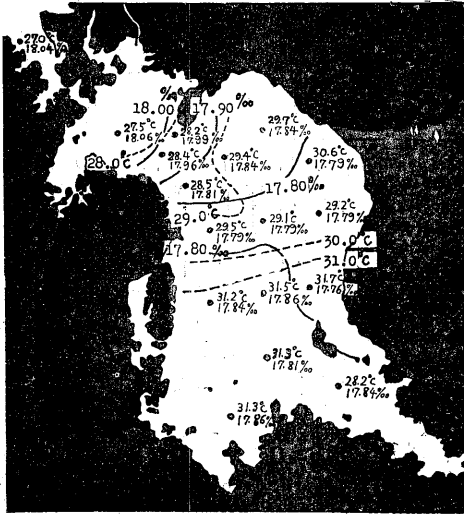 27.0°C
18.04‰
18.00‰
17.90‰
27.5°C
18.06‰
28.2°C
17.99‰
29.7°C
17.84‰
28.0°C
28.4°C
17.96‰
29.4°C
17.84‰
30.6°C
17.79‰
28.5°C
17.81‰
17.80‰
29.0°C
29.2°C
17.79‰
29.5°C
17.79‰
29.1°C
17.79‰
17.80‰
30.0°C
31.0°C
31.2°C
17.84‰
31.5°C
17.86‰
31.7°C
17.76‰
31.3°C
17.81‰
28.2°C
17.84‰
31.3°C
17.86‰